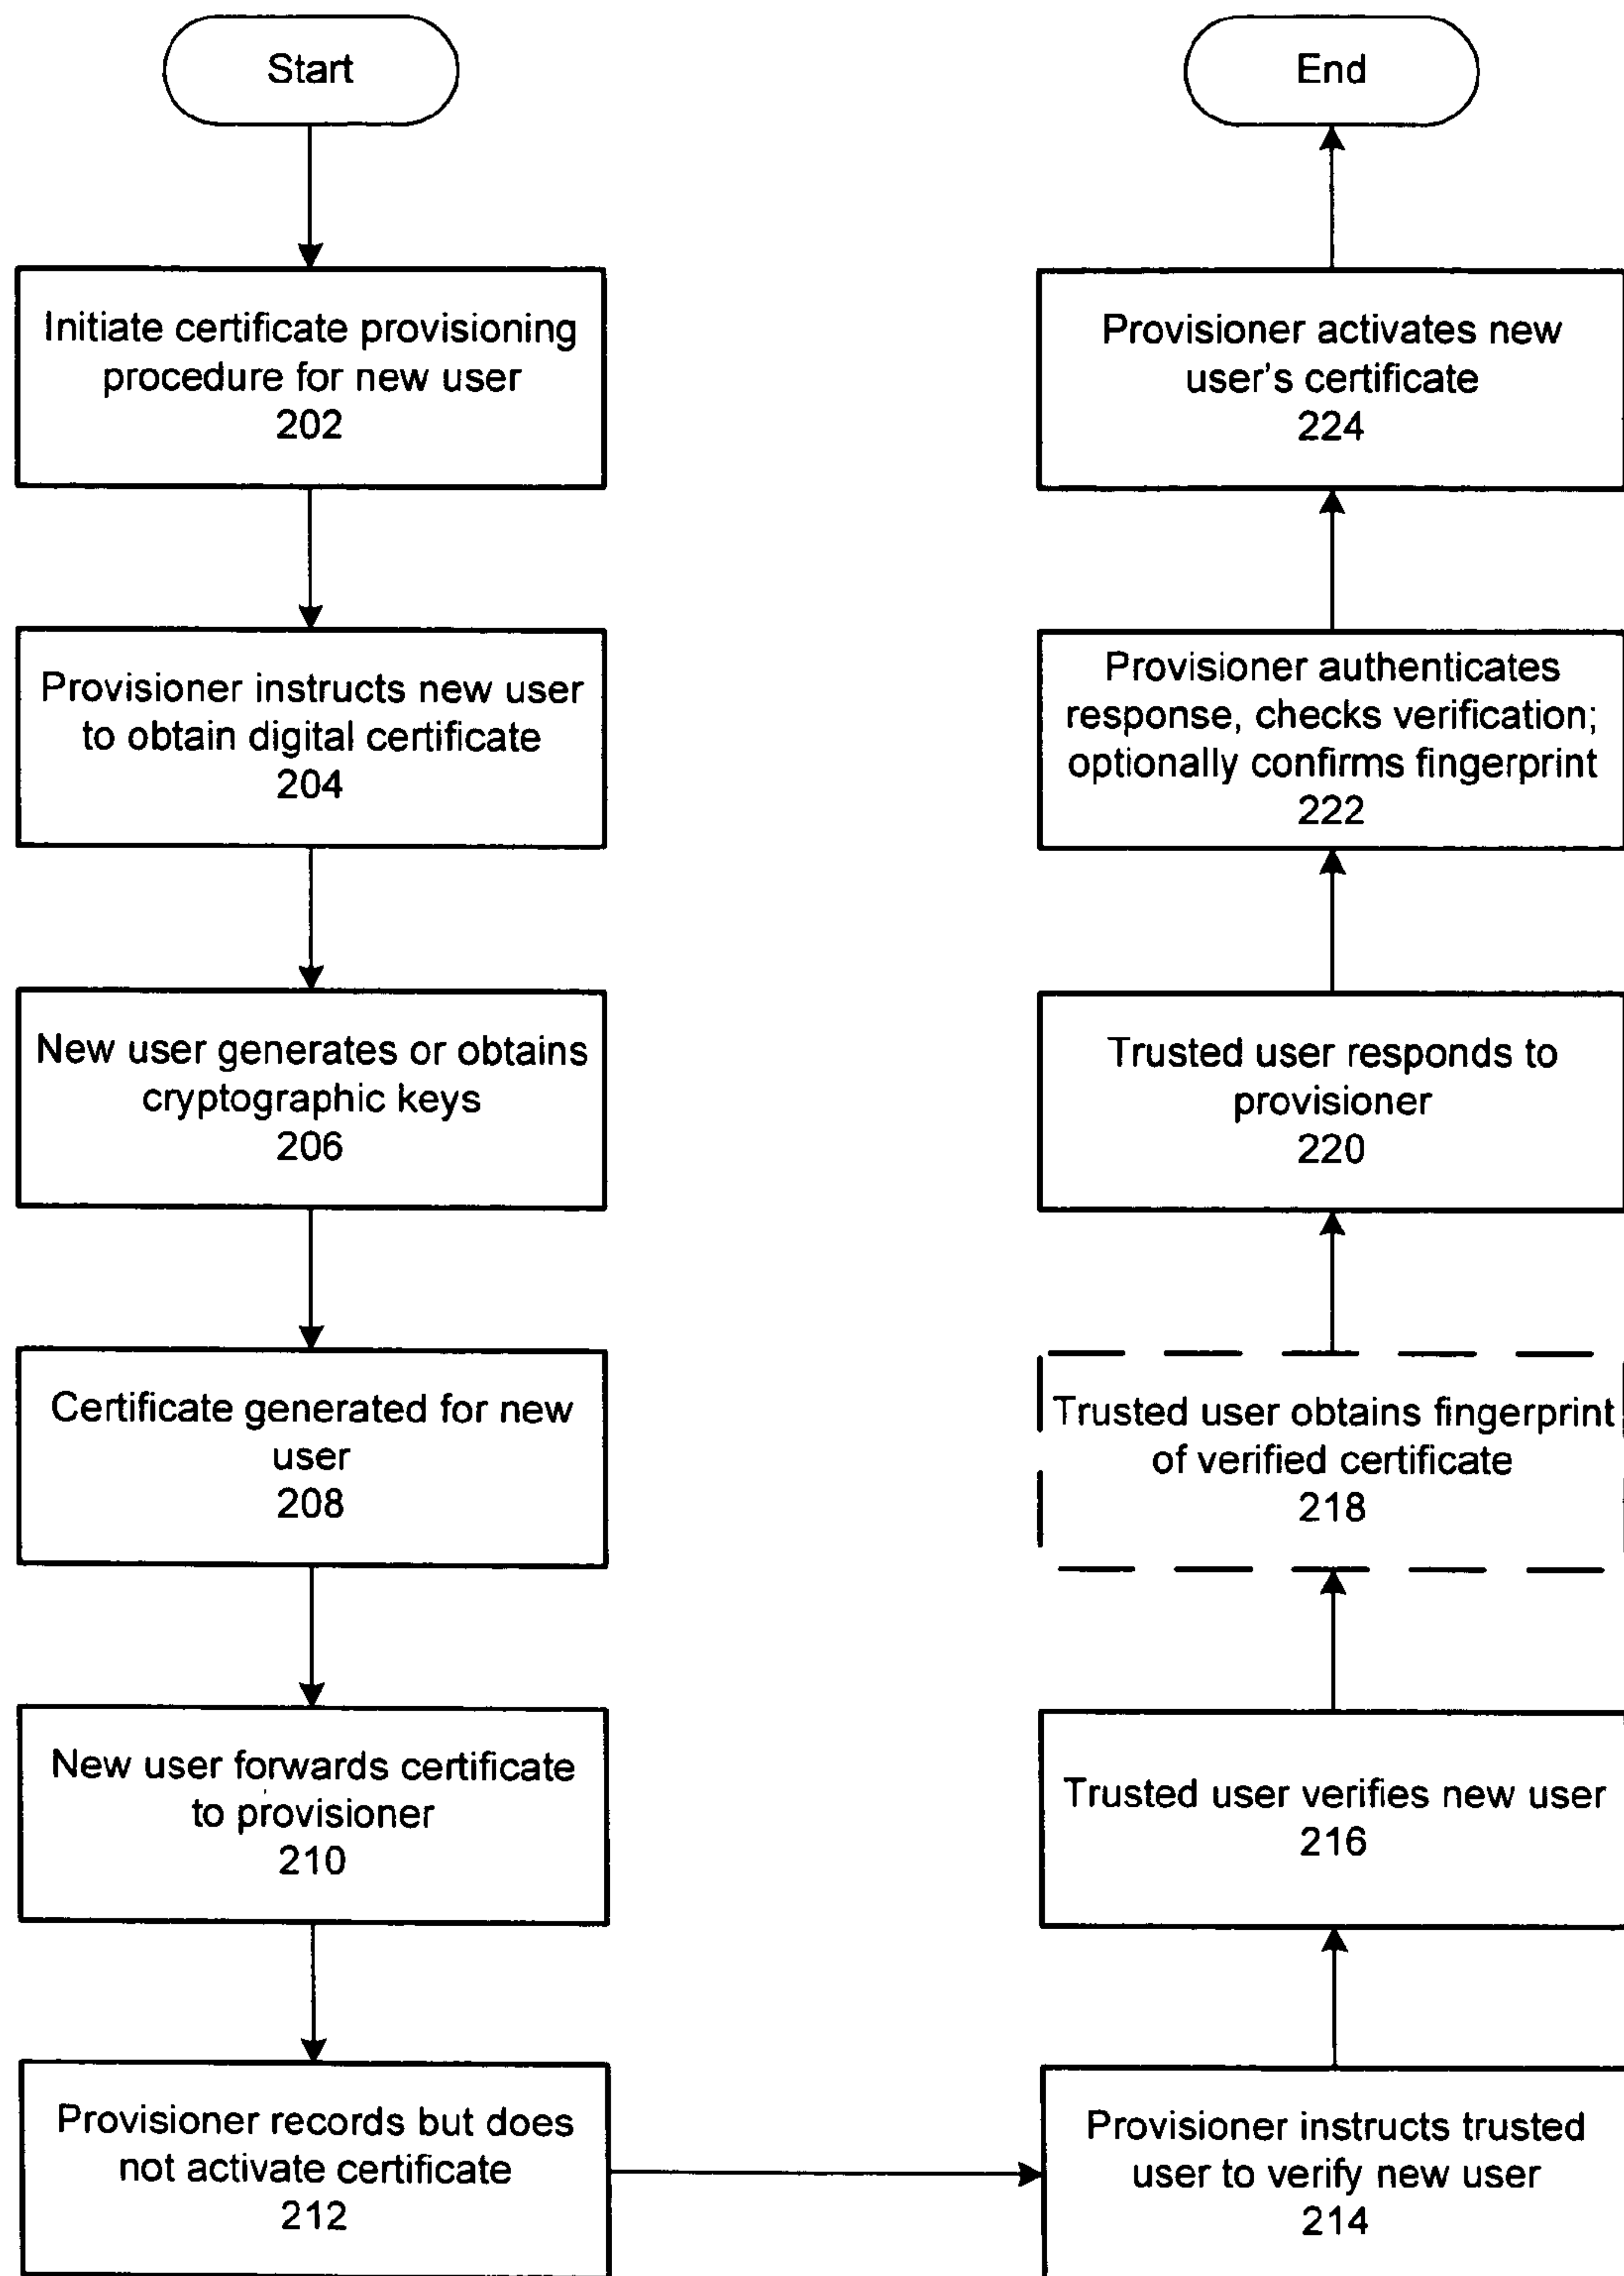 Start
Initiate certificate provisioning
procedure for new user
202
Provisioner instructs new user
to obtain digital certificate
204
New user generates or obtains
cryptographic keys
206
Certificate generated for new
user
208
New user forwards certificate
to provisioner
210
Provisioner records but does
not activate certificate
212
Provisioner instructs trusted
user to verify new user
214
Trusted user verifies new user
216
Trusted user obtains fingerprint
of verified certificate
218
Trusted user responds to
provisioner
220
Provisioner authenticates
response, checks verification;
optionally confirms fingerprint
222
Provisioner activates new
user's certificate
224
End